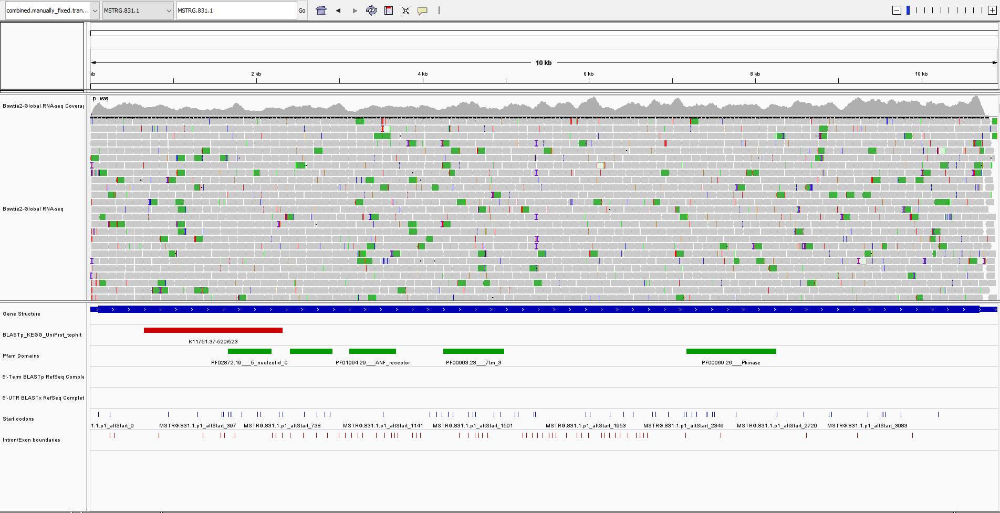 combined.manually_fixed.tran... MSTRG.831.1 MSTRG.831.1 Go
10 kb
kb 2 kb 4 kb 6 kb 8 kb 10 kb
[0 - 1635]
Bowtie2-Global RNA-seq Coverag
Bowtie2-Global RNA-seq
Gene Structure
BLASTp_KEGG_UniProt_tophit
K11751:37-520/523
Pfam Domains
PF02872.19___5_nucleotid_C PF01094.29___ANF_receptor PF00003.23___7tm_3 PF00069.26___Pkinase
5'-Term BLASTp RefSeq Comple
5'-UTR BLASTx RefSeq Complet
Start codons
1.1.p1_altStart_0 MSTRG.831.1.p1_altStart_397 MSTRG.831.1.p1_altStart_738 MSTRG.831.1.p1_altStart_1141 MSTRG.831.1.p1_altStart_1501 MSTRG.831.1.p1_altStart_1953 MSTRG.831.1.p1_altStart_2346 MSTRG.831.1.p1_altStart_2720 MSTRG.831.1.p1_altStart_3083
Intron/Exon boundaries